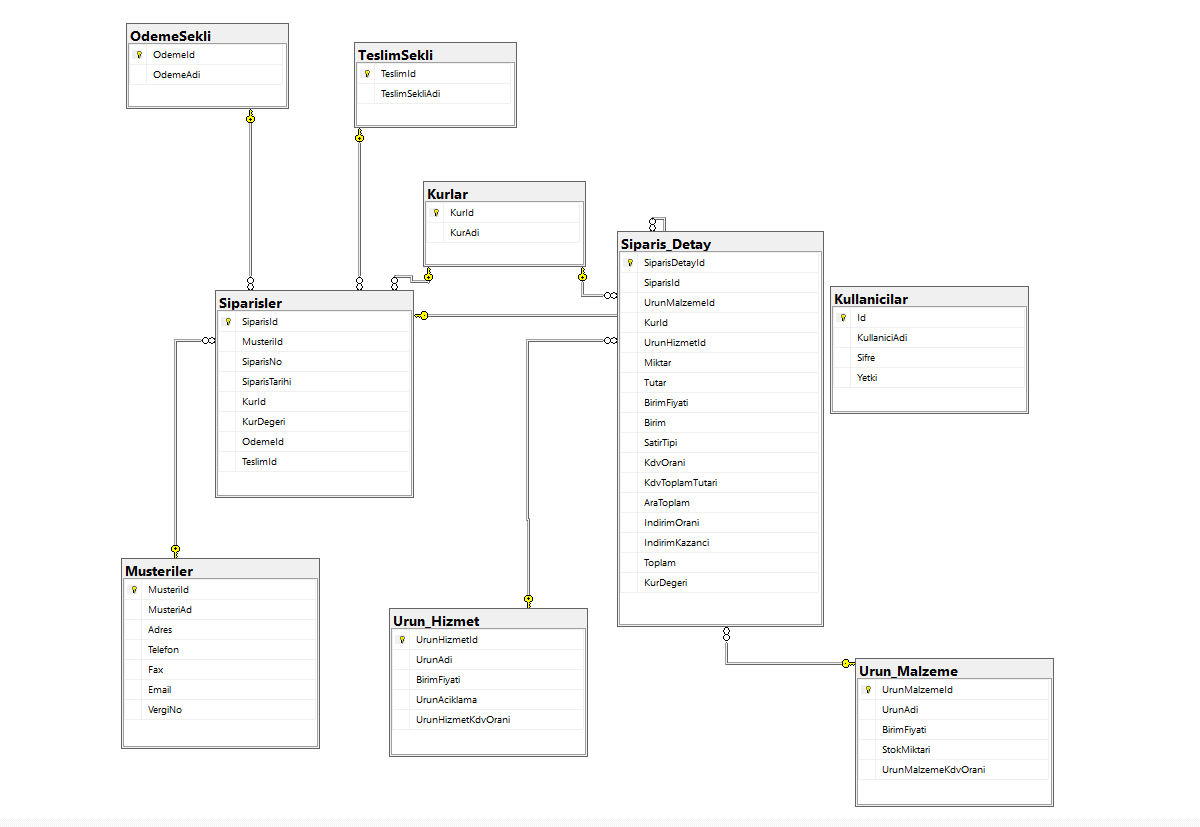 OdemeSekli
OdemeId
OdemeAdi
TeslimSekli
TeslimId
TeslimSekliAdi
Kurlar
KurId
KurAdi
Siparis_Detay
SiparisDetayId
SiparisId
UrunMalzemeId
KurId
UrunHizmetId
Miktar
Tutar
BirimFiyati
Birim
SatirTipi
KdvOrani
KdvToplamTutari
AraToplam
IndirimOrani
IndirimKazanci
Toplam
KurDegeri
Kullanicilar
Id
KullaniciAdi
Sifre
Yetki
Siparisler
SiparisId
MusteriId
SiparisNo
SiparisTarihi
KurId
KurDegeri
OdemeId
TeslimId
Musteriler
MusteriId
MusteriAd
Adres
Telefon
Fax
Email
VergiNo
Urun_Hizmet
UrunHizmetId
UrunAdi
BirimFiyati
UrunAciklama
UrunHizmetKdvOrani
Urun_Malzeme
UrunMalzemeId
UrunAdi
BirimFiyati
StokMiktari
UrunMalzemeKdvOrani